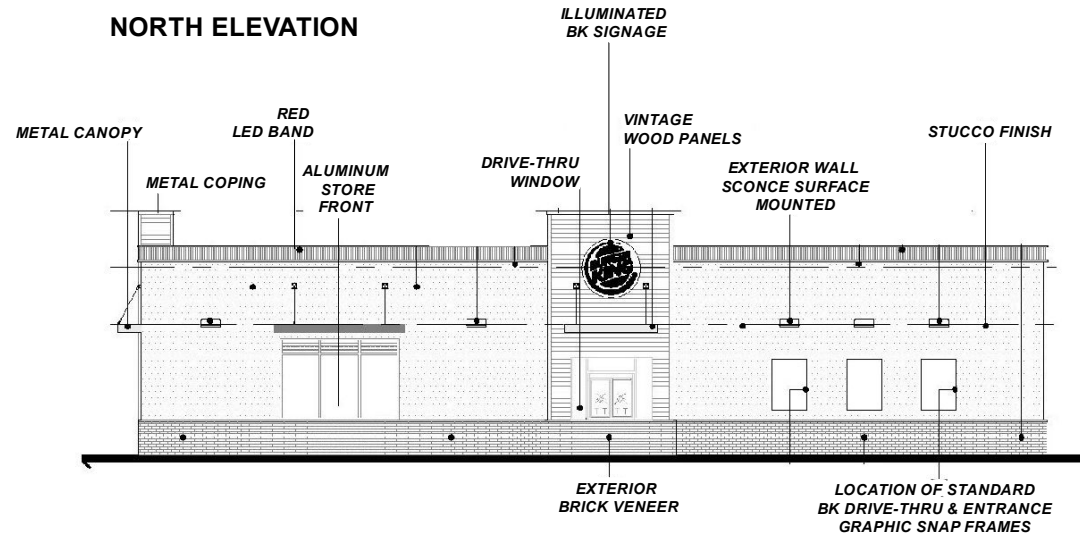 NORTH ELEVATION
ILLUMINATED
BK SIGNAGE
METAL CANOPY
RED
LED BAND
METAL COPING
ALUMINUM
STORE
FRONT
DRIVE-THRU
WINDOW
VINTAGE
WOOD PANELS
EXTERIOR WALL
SCONCE SURFACE
MOUNTED
STUCCO FINISH
BURGER
KING
EXTERIOR
BRICK VENEER
LOCATION OF STANDARD
BK DRIVE-THRU & ENTRANCE
GRAPHIC SNAP FRAMES